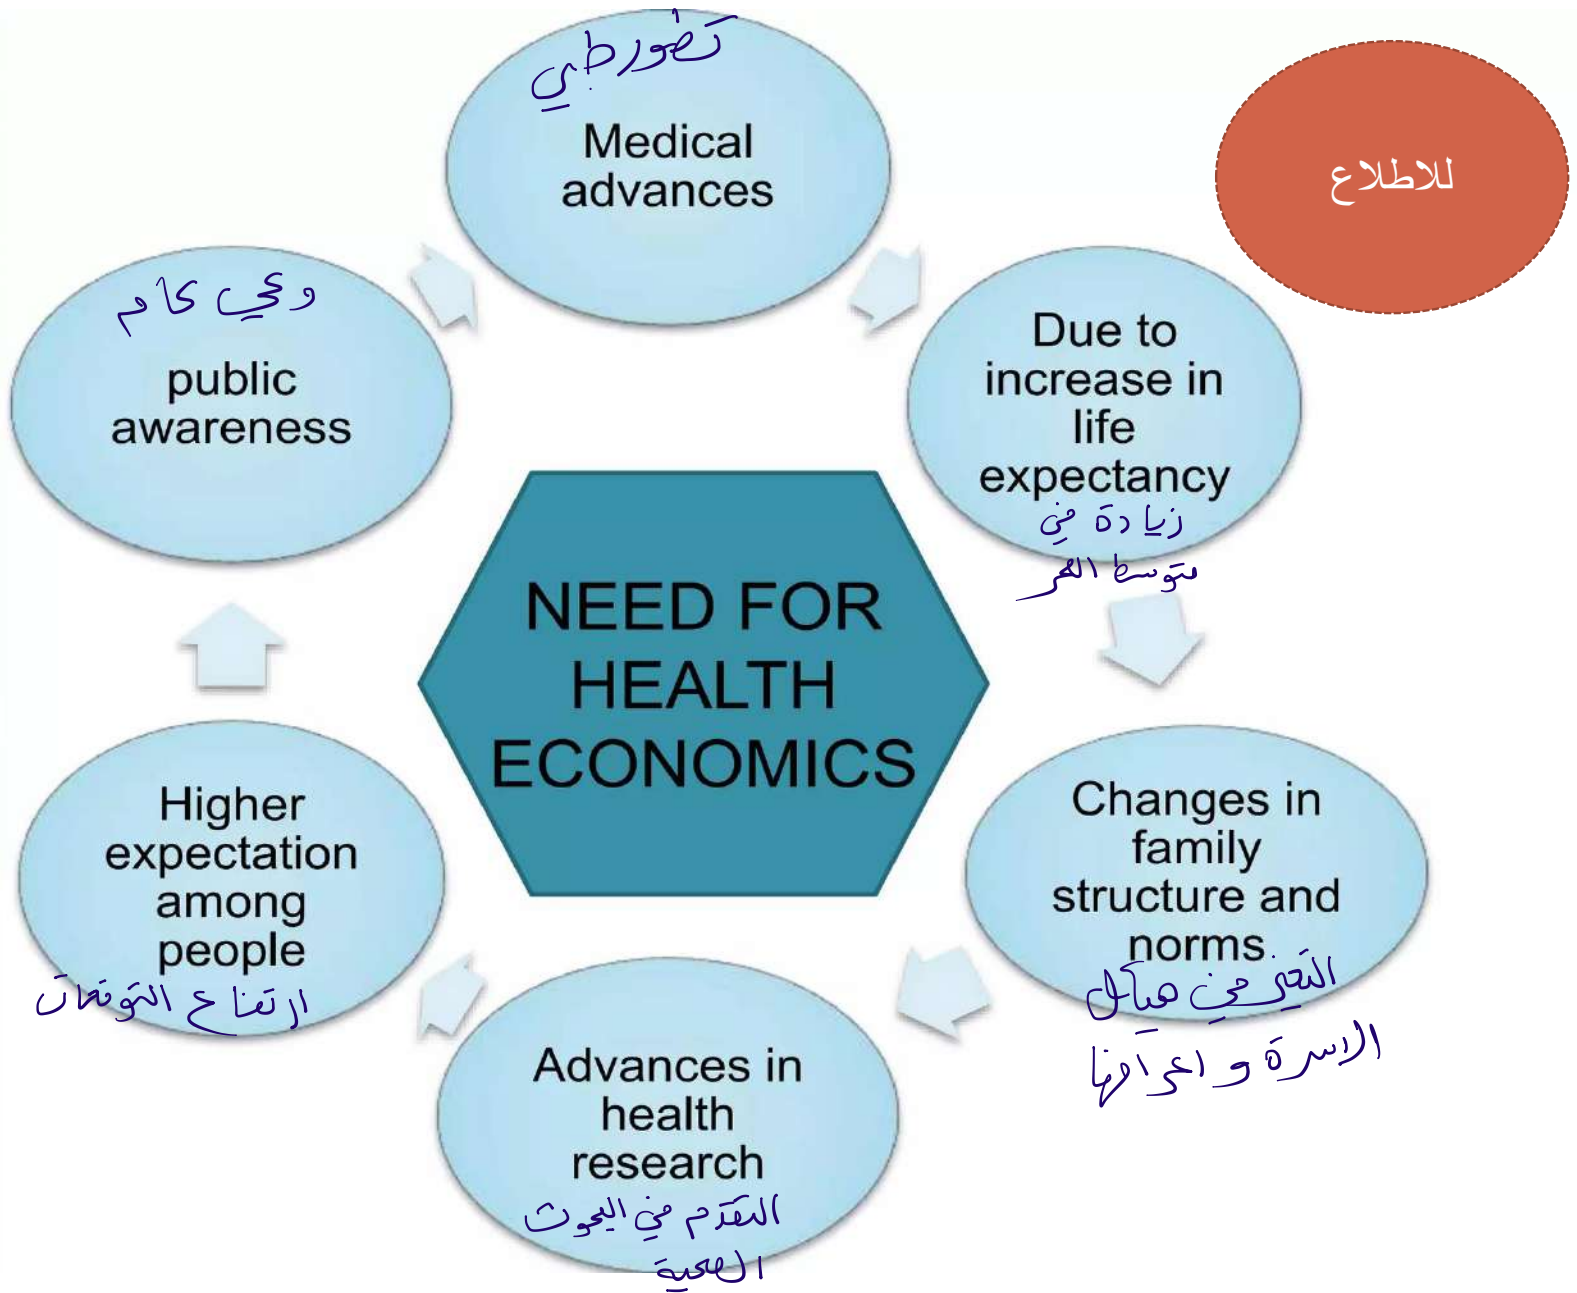 تطور طبي
Medical
advances
للاطلاع
Due to
increase in
life
expectancy
زيادة في
متوسط العمر
Changes in
family
structure and
norms
التغير في هياكل
الاسرة و اعرافها
Advances in
health
research
التقدم في البحوث
الصحية
Higher
expectation
among
people
ارتفاع التوقعات
وعي عام
public
awareness
NEED FOR
HEALTH
ECONOMICS